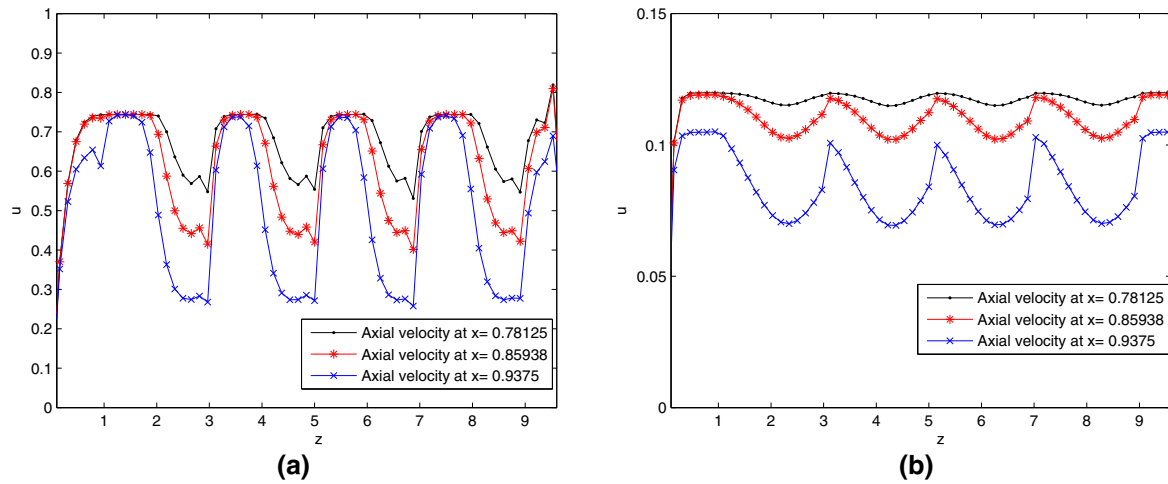 1
0.9
0.8
0.7
0.6
0.5
0.4
0.3
0.2
0.1
0
u
1 2 3 4 5 6 7 8 9
z
Axial velocity at x= 0.78125
Axial velocity at x= 0.85938
Axial velocity at x= 0.9375
(a)
0.15
0.1
0.05
0
u
1 2 3 4 5 6 7 8 9
z
Axial velocity at x= 0.78125
Axial velocity at x= 0.85938
Axial velocity at x= 0.9375
(b)